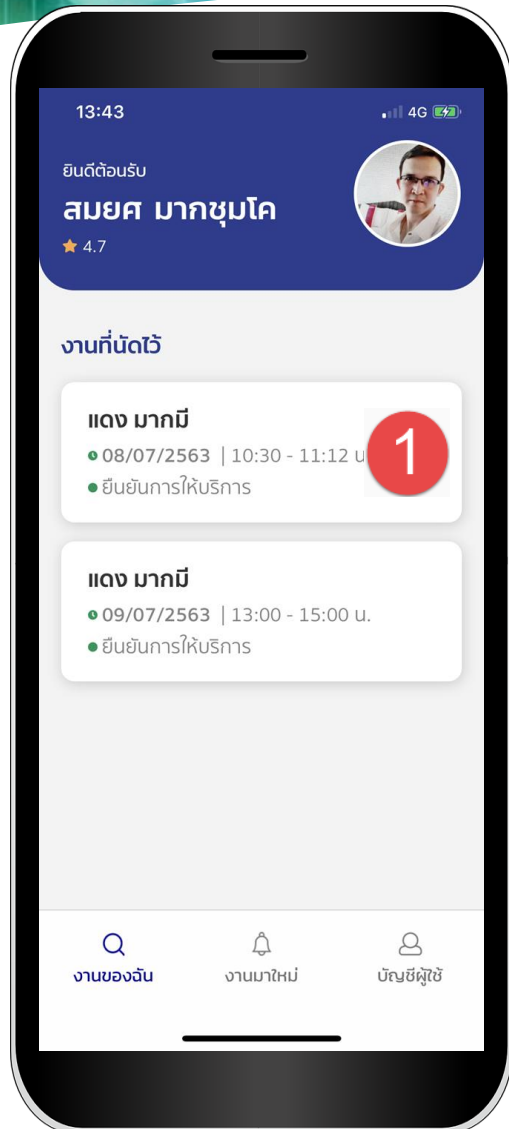 13:43
4G
ยินดีต้อนรับ
สมยศ มากชุมโค
4.7
งานที่นัดไว้
แดง มากมี
08/07/2563 | 10:30 - 11:12 น
1
ยืนยันการให้บริการ
แดง มากมี
09/07/2563 | 13:00 - 15:00 น.
ยืนยันการให้บริการ
งานของฉัน
งานมาใหม่
บัญชีผู้ใช้